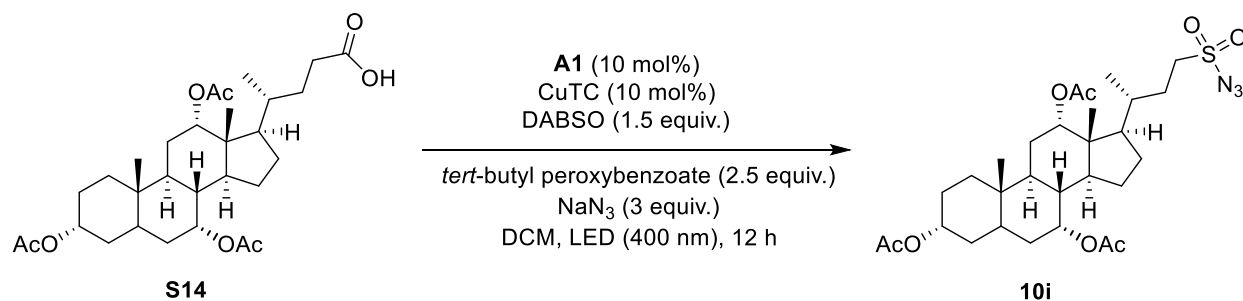 O
OH
OAc
H
H
H
H
AcO
OAc
S14
A1 (10 mol%)
CuTC (10 mol%)
DABSO (1.5 equiv.)
tert-butyl peroxybenzoate (2.5 equiv.)
NaN3 (3 equiv.)
DCM, LED (400 nm), 12 h
O
O
S
N3
OAc
H
H
H
H
AcO
OAc
10i